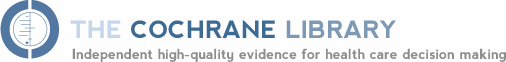 THE COCHRANE LIBRARY
Independent high-quality evidence for health care decision making